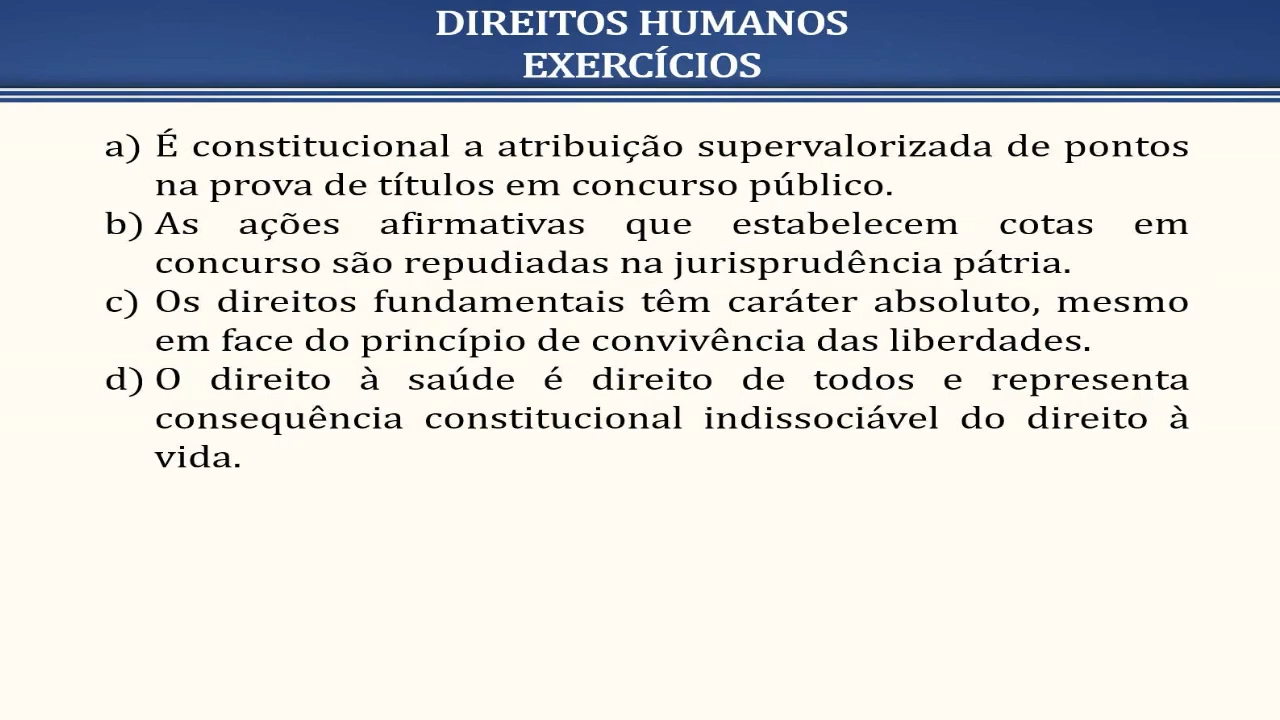 DIREITOS HUMANOS
EXERCÍCIOS
a) É constitucional a atribuição supervalorizada de pontos
na prova de títulos em concurso público.
b) As ações afirmativas que estabelecem cotas em
concurso são repudiadas na jurisprudência pátria.
c) Os direitos fundamentais têm caráter absoluto, mesmo
em face do princípio de convivência das liberdades.
d) O direito à saúde é direito de todos e representa
consequência constitucional indissociável do direito à
vida.